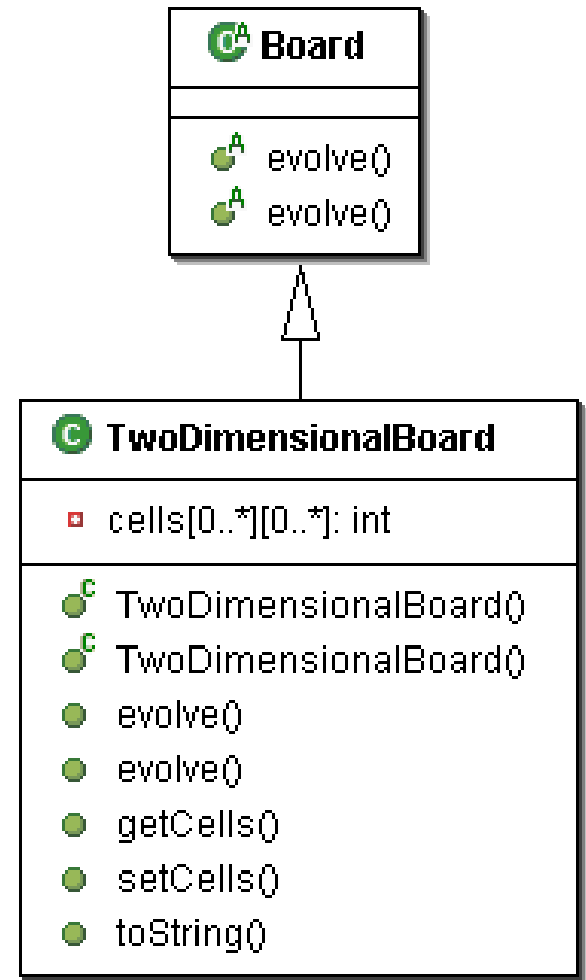 C A Board
A evolve()
A evolve()
C TwoDimensionalBoard
cells[0..*][0..*]: int
C TwoDimensionalBoard()
C TwoDimensionalBoard()
evolve()
evolve()
getCells()
setCells()
toString()